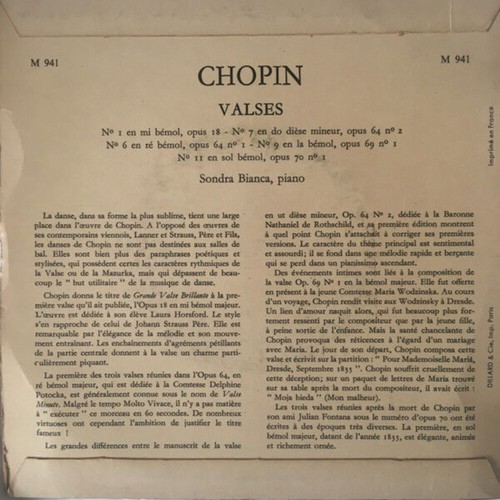 M 941
M 941
CHOPIN
VALSES
Nº 1 en mi bémol, opus 18 - Nº 7 en do dièse mineur, opus 64 nº 2
Nº 6 en ré bémol, opus 64 nº 1 - Nº 9 en la bémol, opus 69 nº 1
Nº 11 en sol bémol, opus 70 nº 1
Sondra Bianca, piano
La danse, dans sa forme la plus sublime, tient une large
place dans l'œuvre de Chopin. A l'opposé des œuvres de
ses contemporains viennois, Lanner et Strauss, Père et Fils,
les danses de Chopin ne sont pas destinées aux salles de
bal. Elles sont bien plus des paraphrases poétiques et
stylisées, qui possèdent certes les caractères rythmiques de
la Valse ou de la Mazurka, mais qui dépassent de beau-
coup le " but utilitaire " de la musique de danse.
Chopin donna le titre de Grande Valse Brillante à la pre-
mière valse qu'il ait publiée, l'Opus 18 en mi bémol majeur.
L'œuvre est dédiée à son élève Laura Horsford. Le style
s'en rapproche de celui de Johann Strauss Père. Elle est
remarquable par l'élégance de la mélodie et son mouve-
ment entraînant. Les enchaînements d'agréments pétillants
de la partie centrale donnent à la valse un charme parti-
culièrement piquant.
La première des trois valses réunies dans l'Opus 64, en
ré bémol majeur, qui est dédiée à la Comtesse Delphine
Potocka, est généralement connue sous le nom de Valse
Minute. Malgré le tempo Molto Vivace, il n'y a pas matière
à " exécuter " ce morceau en 60 secondes. De nombreux
virtuoses ont cependant l'ambition de justifier le titre
fameux !
Les grandes différences entre le manuscrit de la valse
en ut dièse mineur, Op. 64 Nº 2, dédiée à la Baronne
Nathaniel de Rothschild, et sa première édition montrent
à quel point Chopin s'attachait à corriger ses premières
versions. Le caractère du thème principal est sentimental
et assourdi; il se fond dans une mélodie rapide et berçante
qui se perd dans un pianissimo ascendant.
Des événements intimes sont liés à la composition de
la valse Op. 69 Nº 1 en la bémol majeur. Elle fut offerte
en présent à la jeune Comtesse Maria Wodzinska. Au cours
d'un voyage, Chopin rendit visite aux Wodzinsky à Dresde.
Un lien d'amour naquit alors, qui fut beaucoup plus for-
tement ressenti par le compositeur que par la jeune fille,
à peine sortie de l'enfance. Mais la santé chancelante de
Chopin provoqua des réticences à l'égard d'un mariage
avec Maria. Le jour de son départ, Chopin composa cette
valse et écrivit sur la partition : " Pour Mademoiselle Maria,
Dresde, Septembre 1835 ". Chopin souffrit cruellement de
cette déception; sur un paquet de lettres de Maria trouvé
sur sa table après la mort du compositeur, il avait écrit :
" Moja bieda " (Mon malheur).
Les trois valses réunies après la mort de Chopin par
son ami Julian Fontana sous le numéro d'opus 70 ont été
écrites à des époques très diverses. La première, en sol
bémol majeur, datant de l'année 1835, est élégante, animée
et richement ornée.
Imprimé en France
DILLARD & Cie, Imp. Paris